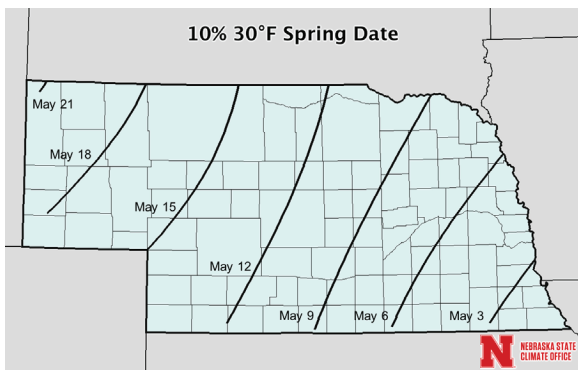 10% 30°F Spring Date
May 21
May 18
May 15
May 12
May 9
May 6
May 3
N
NEBRASKA STATE
CLIMATE OFFICE